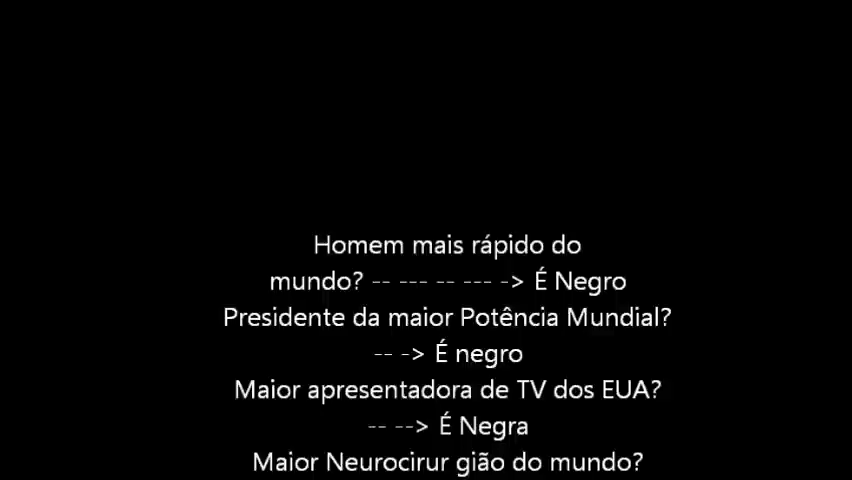 Homem mais rápido do
mundo? -- --- -- --- -> É Negro
Presidente da maior Potência Mundial?
-- -> É negro
Maior apresentadora de TV dos EUA?
-- --> É Negra
Maior Neurocirur gião do mundo?